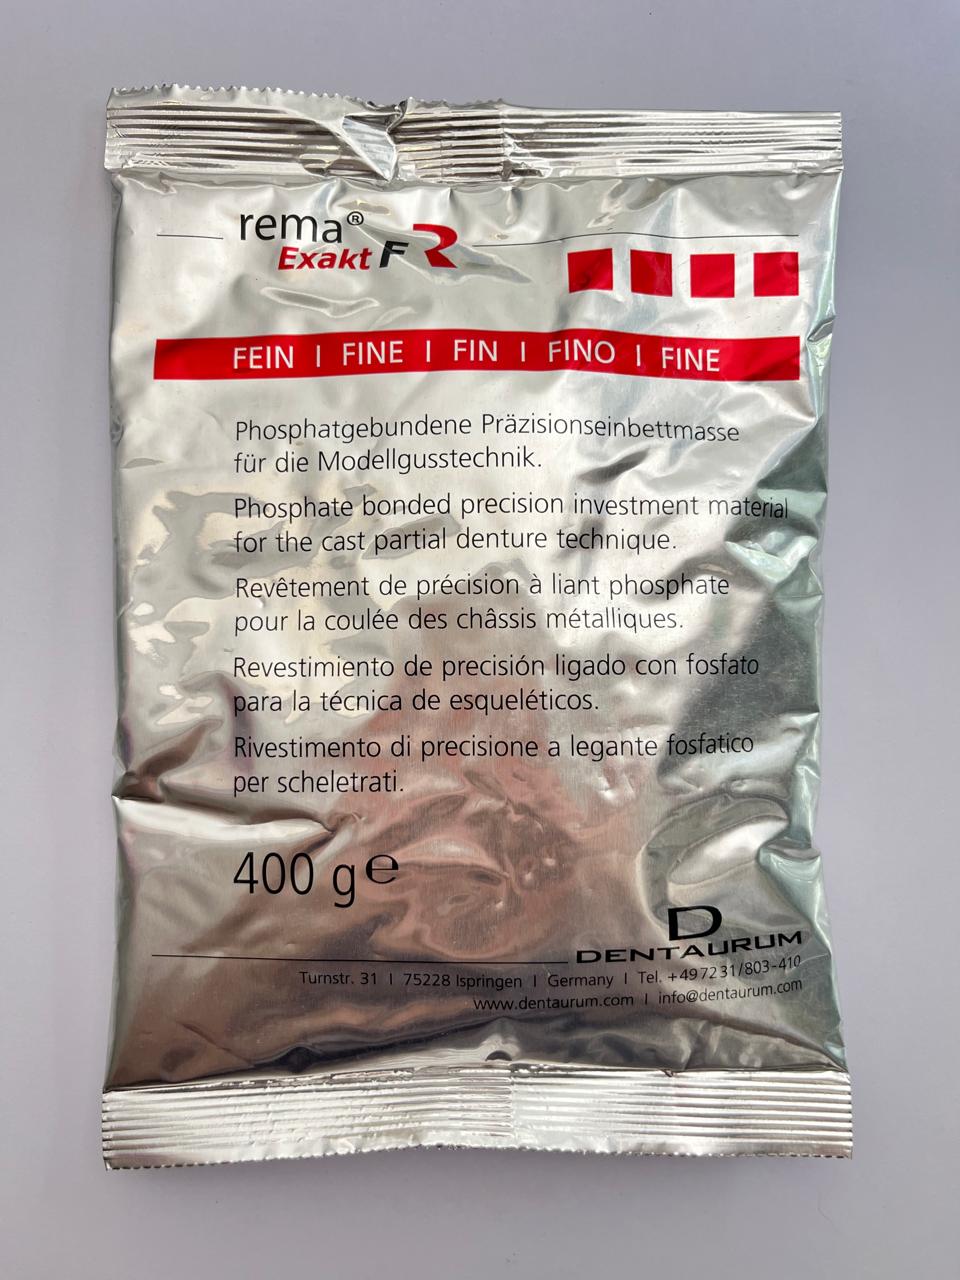 rema®
Exakt F R
FEIN | FINE | FIN | FINO | FINE
Phosphatgebundene Präzisionseinbettmasse
für die Modellgusstechnik.
Phosphate bonded precision investment material
for the cast partial denture technique.
Revêtement de précision à liant phosphate
pour la coulée des châssis métalliques.
Revestimiento de precisión ligado con fosfato
para la técnica de esqueléticos.
Rivestimento di precisione a legante fosfatico
per scheletrati.
400 g ℮
D
DENTAURUM
Turnstr. 31 | 75228 Ispringen | Germany | Tel. +49 72 31/803-410
www.dentaurum.com | info@dentaurum.com